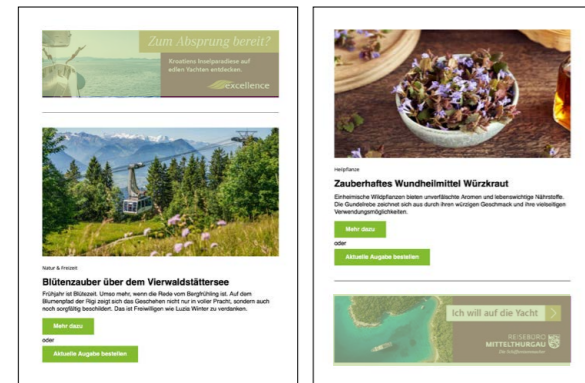 Zum Absprung bereit?
Kroatiens Inselparadiese auf
edlen Yachten entdecken.
excellence
Natur & Freizeit
Blütenzauber über dem Vierwaldstättersee
Frühjahr ist Blütezeit. Umso mehr, wenn die Rede vom Bergfrühling ist. Auf dem
Blumenpfad der Rigi zeigt sich das Geschehen nicht nur in voller Pracht, sondern auch
noch sorgfältig beschildert. Das ist Freiwilligen wie Luzia Winter zu verdanken.
Mehr dazu
oder
Aktuelle Augabe bestellen
Heilpflanze
Zauberhaftes Wundheilmittel Würzkraut
Einheimische Wildpflanzen bieten unverfälschte Aromen und lebenswichtige Nährstoffe.
Die Gundelrebe zeichnet sich aus durch ihren würzigen Geschmack und ihre vielseitigen
Verwendungsmöglichkeiten.
Mehr dazu
oder
Aktuelle Augabe bestellen
Ich will auf die Yacht
REISEBÜRO
MITTELTHURGAU